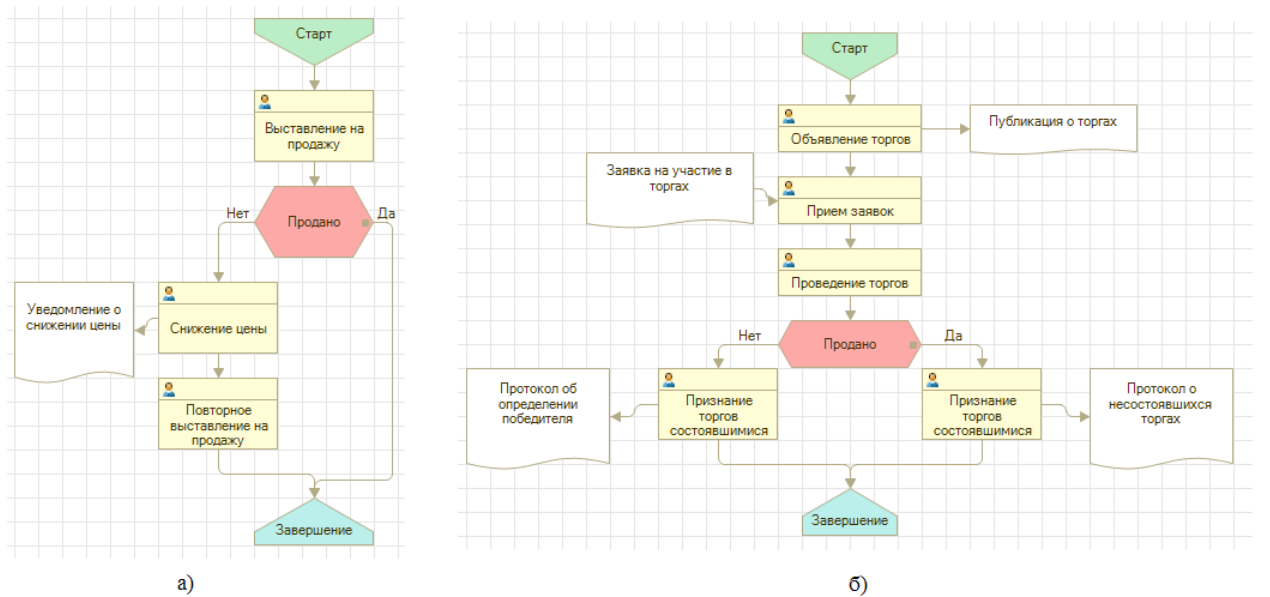 Старт
Выставление на
продажу
Нет
Продано
Да
Уведомление о
снижении цены
Снижение цены
Повторное
выставление на
продажу
Завершение
а)
Старт
Объявление торгов
Публикация о торгах
Заявка на участие в
торгах
Прием заявок
Проведение торгов
Нет
Продано
Да
Протокол об
определении
победителя
Признание
торгов
состоявшимися
Признание
торгов
состоявшимися
Протокол о
несостоявшихся
торгах
Завершение
б)